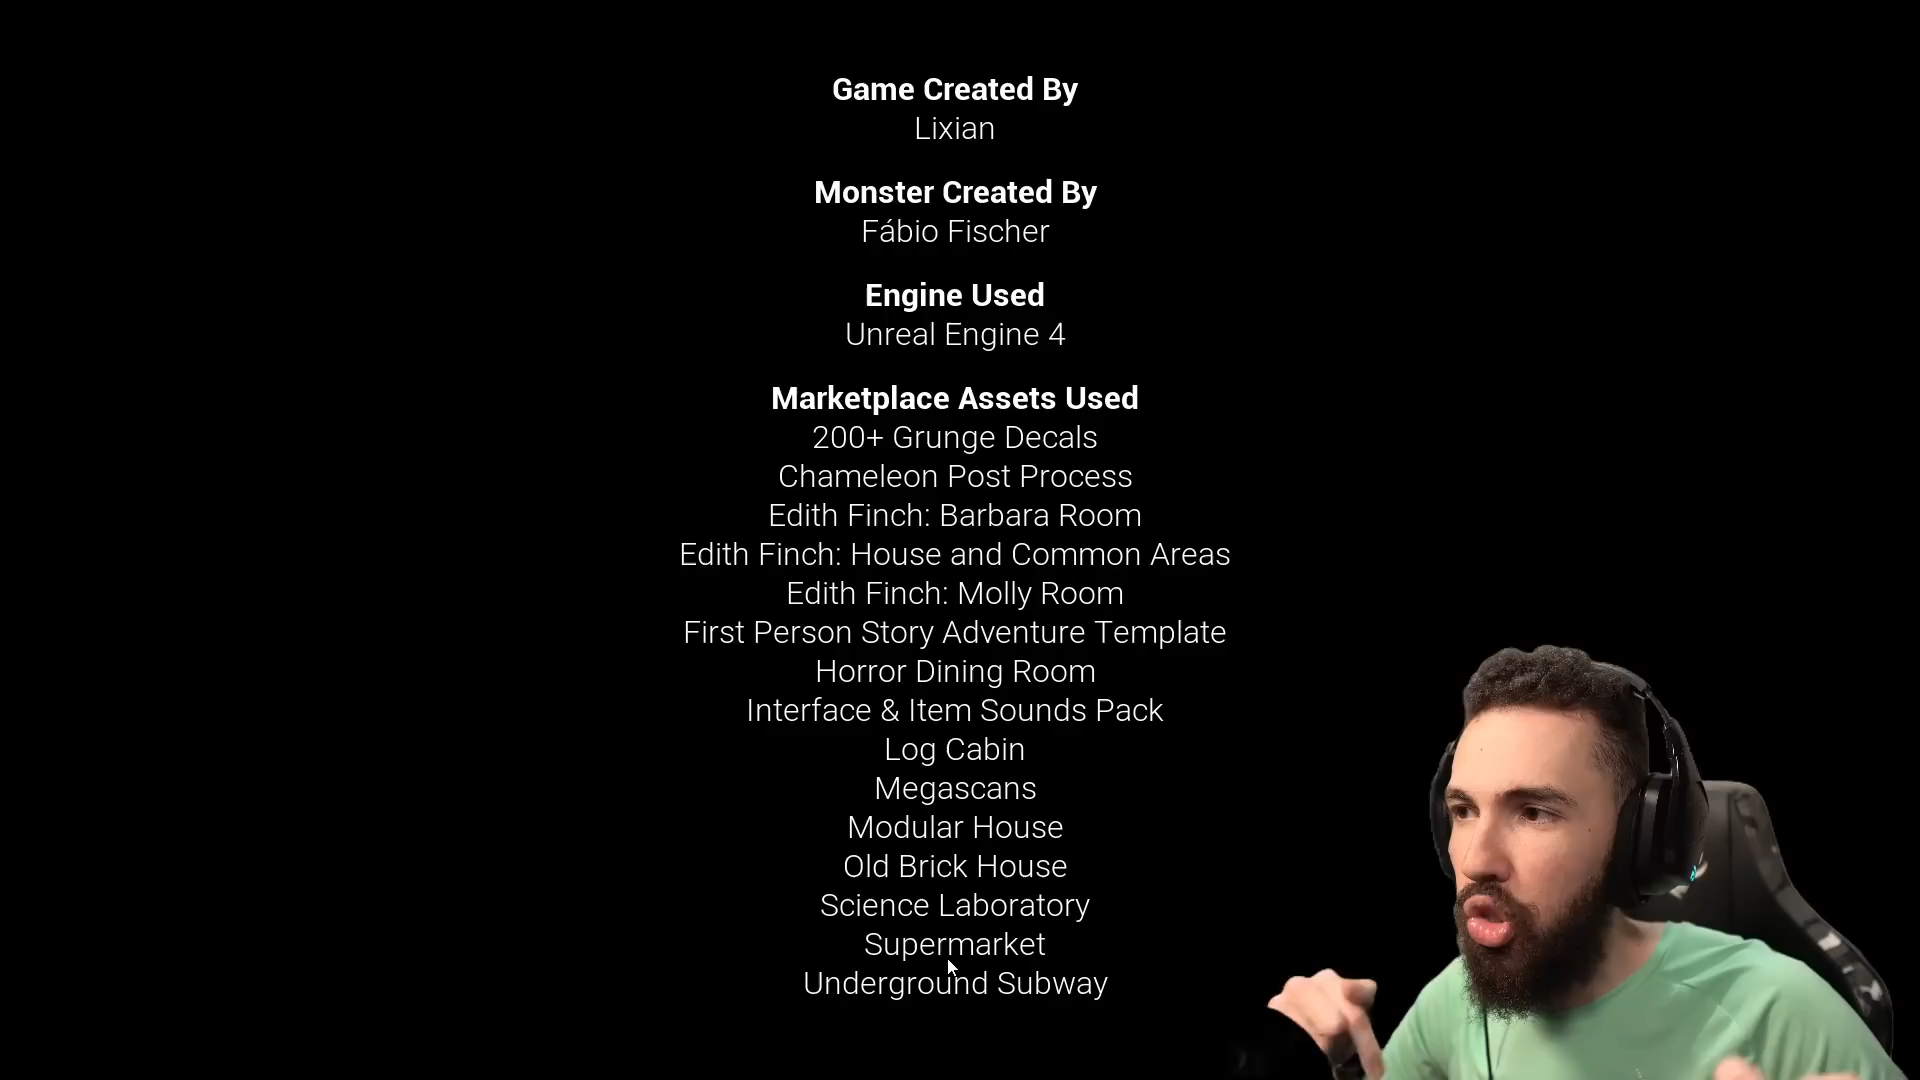 Game Created By
Lixian
Monster Created By
Fábio Fischer
Engine Used
Unreal Engine 4
Marketplace Assets Used
200+ Grunge Decals
Chameleon Post Process
Edith Finch: Barbara Room
Edith Finch: House and Common Areas
Edith Finch: Molly Room
First Person Story Adventure Template
Horror Dining Room
Interface & Item Sounds Pack
Log Cabin
Megascans
Modular House
Old Brick House
Science Laboratory
Supermarket
Underground Subway